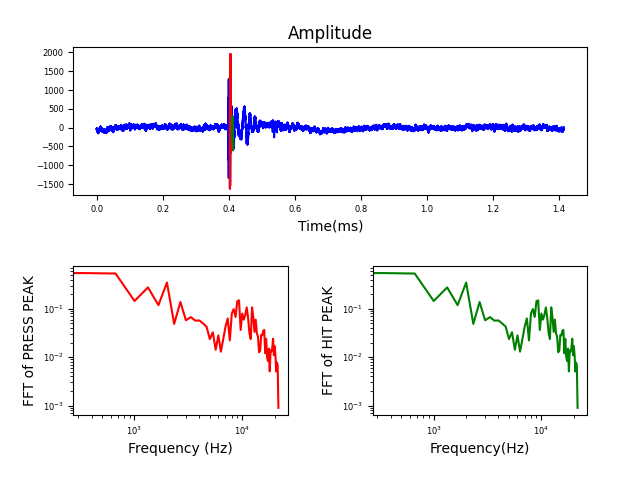 Amplitude
2000
1500
1000
500
0
−500
−1000
−1500
0.0 0.2 0.4 0.6 0.8 1.0 1.2 1.4
Time(ms)
FFT of PRESS PEAK
10⁻¹
10⁻²
10⁻³
10³ 10⁴
Frequency (Hz)
FFT of HIT PEAK
10⁻¹
10⁻²
10⁻³
10³ 10⁴
Frequency(Hz)